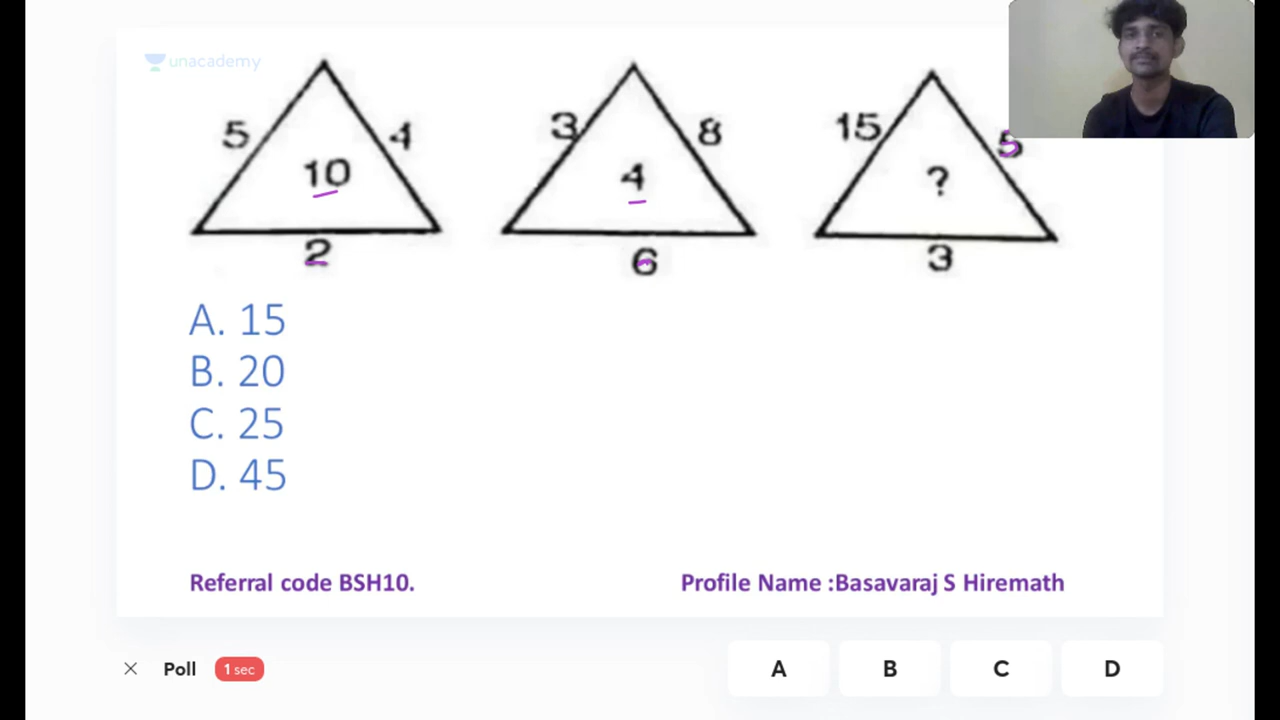 unacademy
5 4 3 8 15 5
10 4 ?
2 6 3
A. 15
B. 20
C. 25
D. 45
Referral code BSH10. Profile Name :Basavaraj S Hiremath
× Poll 1 sec A B C D